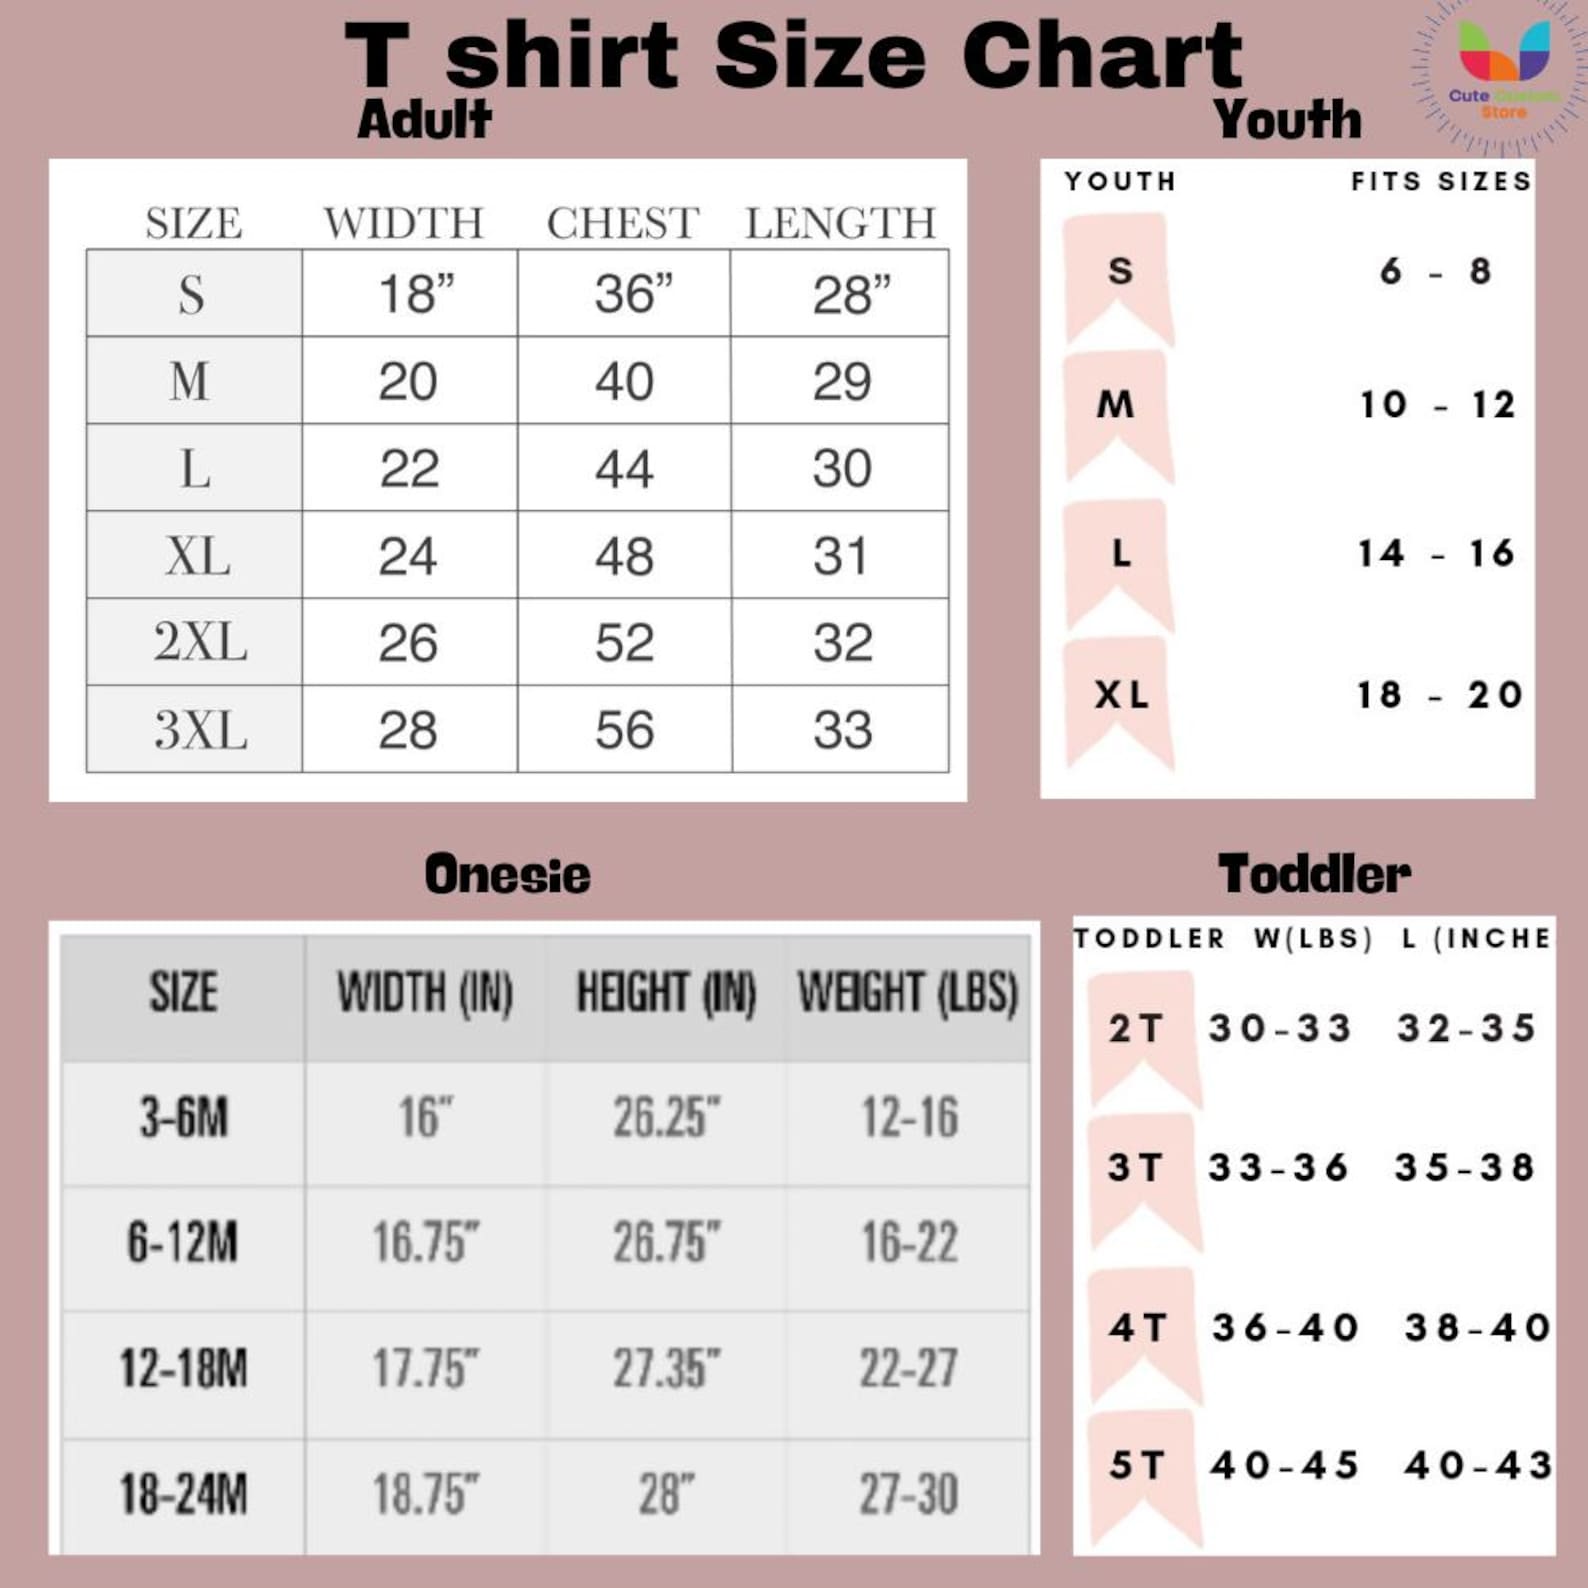 T shirt Size Chart
Adult
Youth
Cute
Store
SIZE WIDTH CHEST LENGTH
S 18” 36” 28”
M 20 40 29
L 22 44 30
XL 24 48 31
2XL 26 52 32
3XL 28 56 33
YOUTH FITS SIZES
S 6 - 8
M 10 - 12
L 14 - 16
XL 18 - 20
Onesie
Toddler
SIZE WIDTH (IN) HEIGHT (IN) WEIGHT (LBS)
3-6M 16" 26.25" 12-16
6-12M 16.75" 26.75" 16-22
12-18M 17.75" 27.35" 22-27
18-24M 18.75" 28" 27-30
TODDLER W(LBS) L (INCHE
2T 30-33 32-35
3T 33-36 35-38
4T 36-40 38-40
5T 40-45 40-43